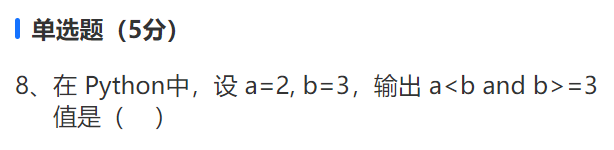 单选题（5分）
8、在 Python中，设 a=2, b=3，输出 a<b and b>=3
值是（    ）